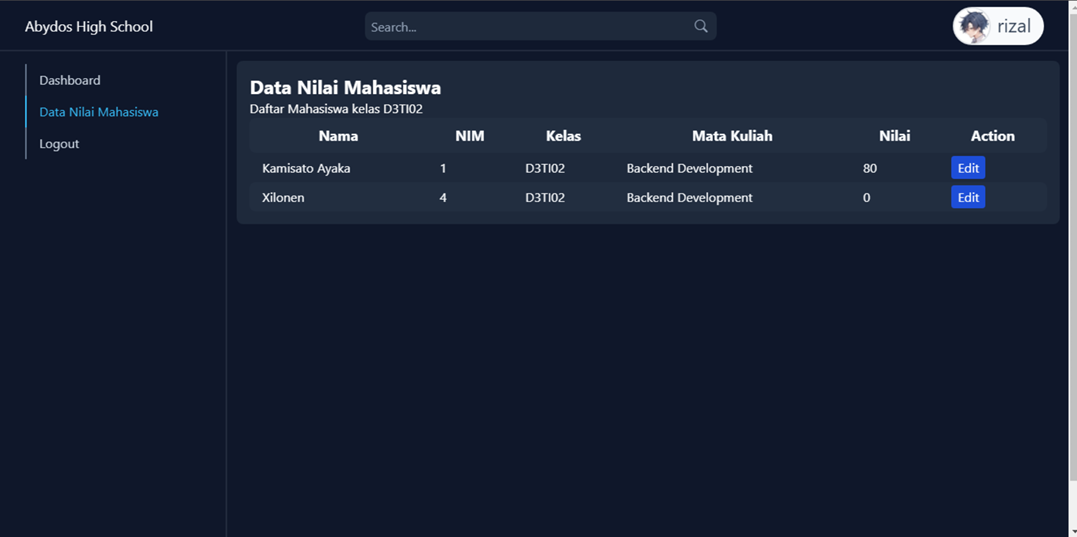 Abydos High School
Search...
rizal
Dashboard
Data Nilai Mahasiswa
Logout
Data Nilai Mahasiswa
Daftar Mahasiswa kelas D3TI02
Nama NIM Kelas Mata Kuliah Nilai Action
Kamisato Ayaka 1 D3TI02 Backend Development 80 Edit
Xilonen 4 D3TI02 Backend Development 0 Edit